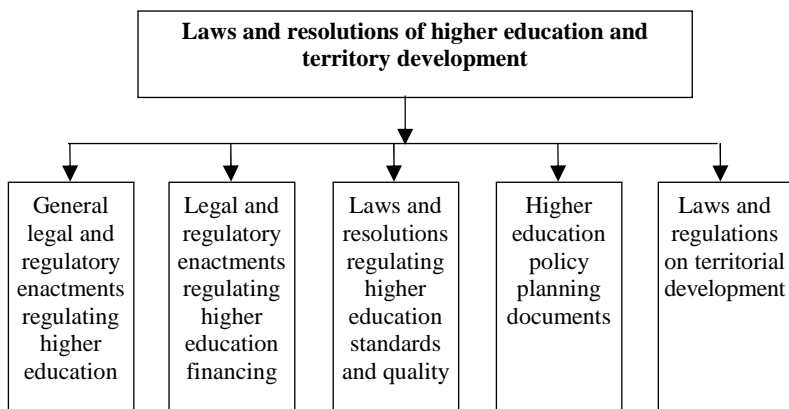 Laws and resolutions of higher education and
territory development
General
legal and
regulatory
enactments
regulating
higher
education
Legal and
regulatory
enactments
regulating
higher
education
financing
Laws and
resolutions
regulating
higher
education
standards
and quality
Higher
education
policy
planning
documents
Laws and
regulations
on territorial
development